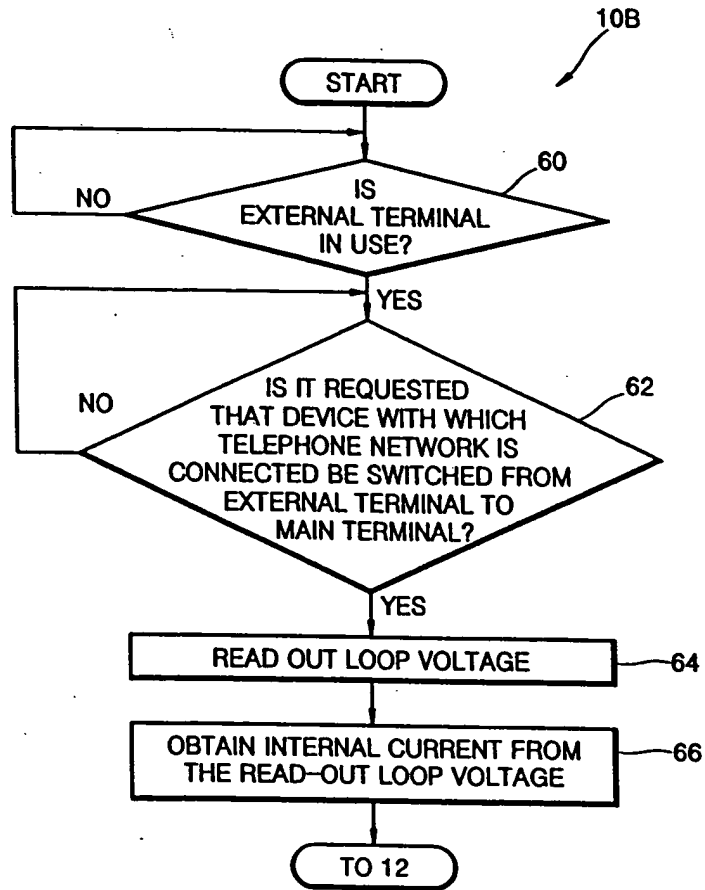 10B
START
60
IS
EXTERNAL TERMINAL
IN USE?
NO
YES
62
IS IT REQUESTED
THAT DEVICE WITH WHICH
TELEPHONE NETWORK IS
CONNECTED BE SWITCHED FROM
EXTERNAL TERMINAL TO
MAIN TERMINAL?
NO
YES
READ OUT LOOP VOLTAGE
64
OBTAIN INTERNAL CURRENT FROM
THE READ-OUT LOOP VOLTAGE
66
TO 12